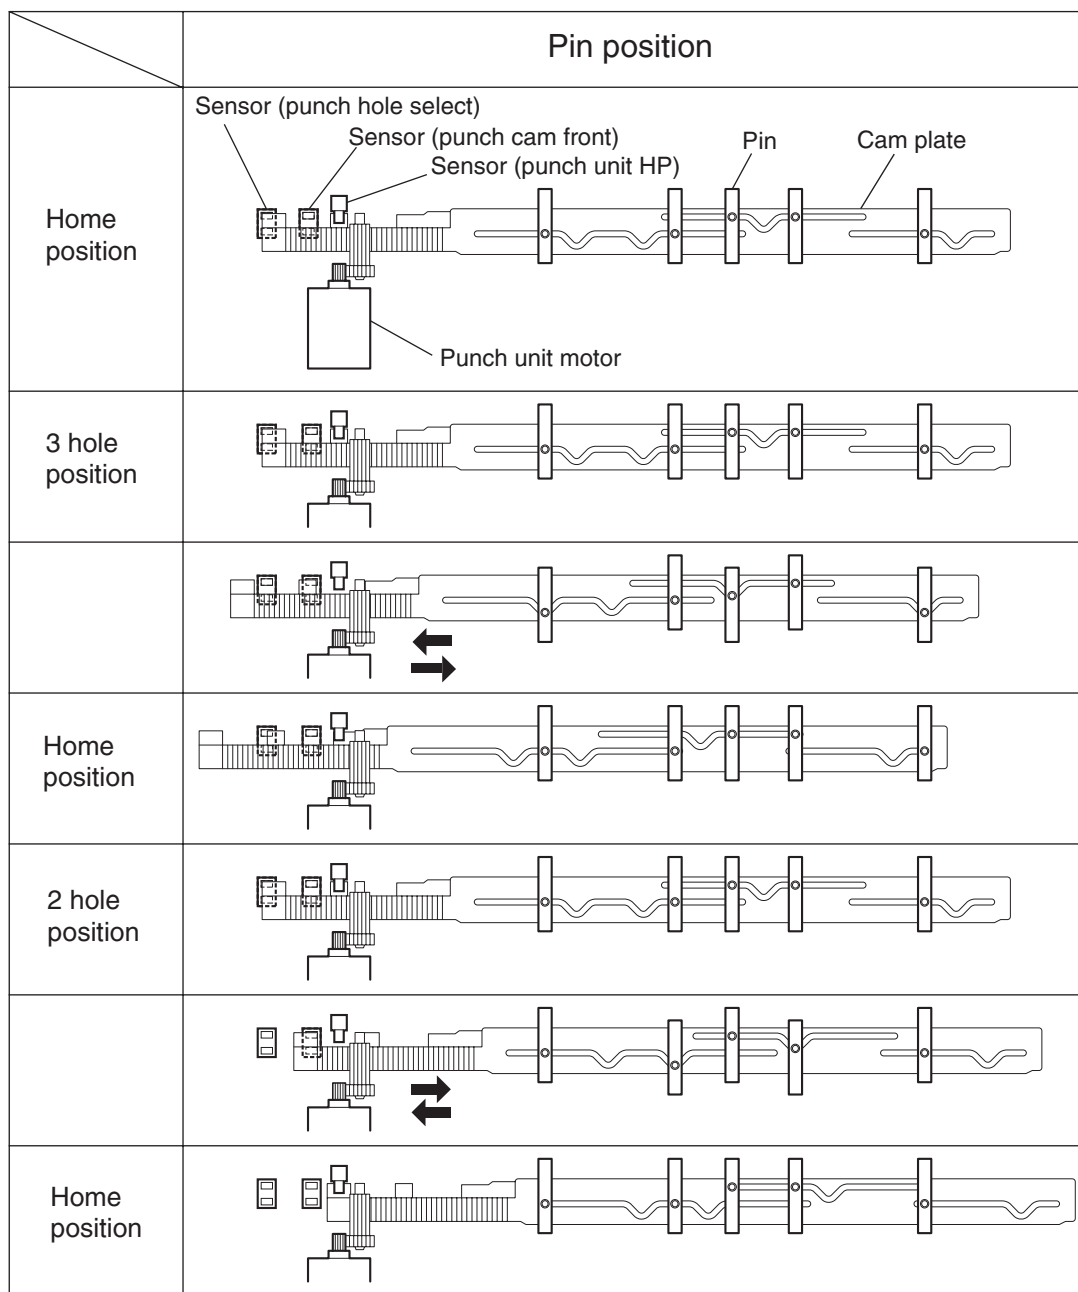 Pin position
Sensor (punch hole select)
Sensor (punch cam front)
Sensor (punch unit HP)
Pin
Cam plate
Home
position
Punch unit motor
3 hole
position
Home
position
2 hole
position
Home
position